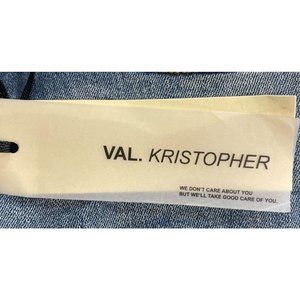 VAL. KRISTOPHER
WE DON'T CARE ABOUT YOU
BUT WE'LL TAKE GOOD CARE OF YOU.